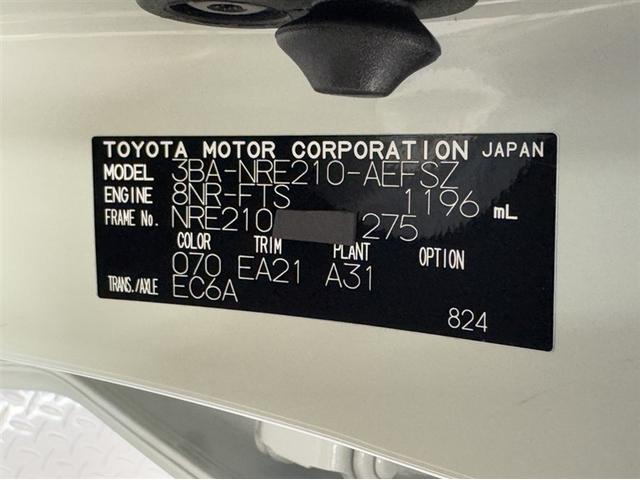 TOYOTA MOTOR CORPORATION JAPAN
MODEL 3BA-NRE210-AEFSZ
ENGINE 8NR-FTS 1196 mL
FRAME No. NRE210 275
COLOR TRIM PLANT OPTION
070 EA21 A31
TRANS./AXLE EC6A
824